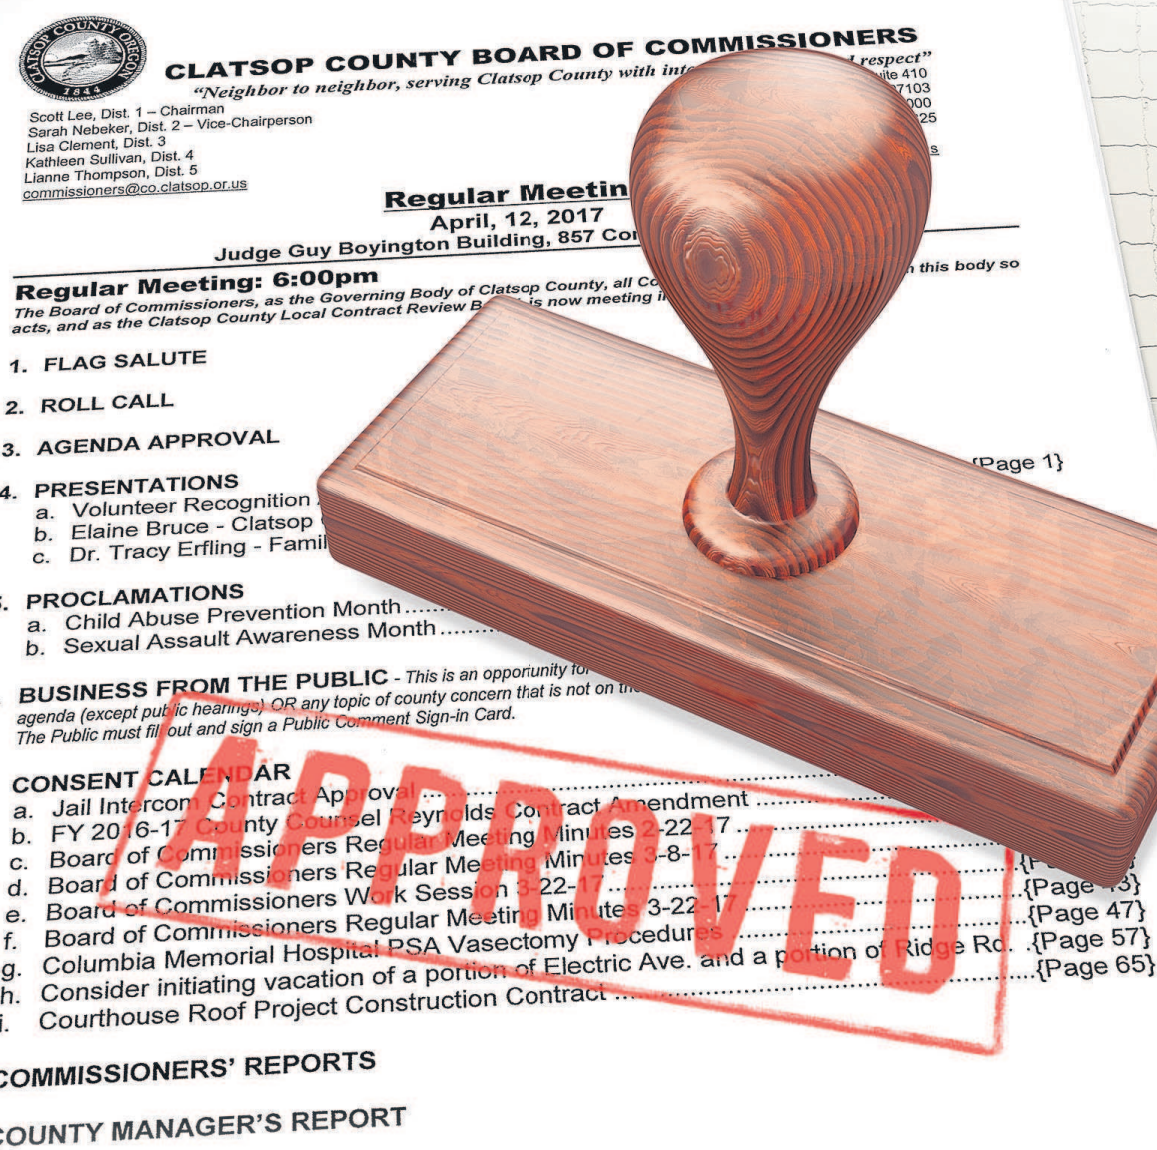 CLATSOP COUNTY OREGON
1844
CLATSOP COUNTY BOARD OF COMMISSIONERS
"Neighbor to neighbor, serving Clatsop County with respect"
Scott Lee, Dist. 1 – Chairman
Sarah Nebeker, Dist. 2 – Vice-Chairperson
Lisa Clement, Dist. 3
Kathleen Sullivan, Dist. 4
Lianne Thompson, Dist. 5
commissioners@co.clatsop.or.us
410
Regular
April, 12, 2017
Judge Guy Boyington Building, 857
Regular Meeting: 6:00pm
The Board of Commissioners, as the Governing Body of Clatsop County, all this body so
acts, and as the Clatsop County Local Contract Review is now meeting
1. FLAG SALUTE
2. ROLL CALL
3. AGENDA APPROVAL
{Page 1}
4. PRESENTATIONS
a. Volunteer Recognition
b. Elaine Bruce - Clatsop
c. Dr. Tracy Erfling -
PROCLAMATIONS
a. Child Abuse Prevention Month ......
b. Sexual Assault Awareness Month .........
BUSINESS FROM THE PUBLIC - This is an opportunity
agenda (except public hearings) OR any topic of county concern that is not on
The Public must fill out and sign a Public Comment Sign-in Card.
CONSENT CALENDAR
a. Jail Intercom Contract Approval
b. FY 2016-17 County Counsel Reynolds Contract Amendment
c. Board of Commissioners Regular Meeting Minutes 2-22-17
d. Board of Commissioners Regular Meeting Minutes 3-8-17
e. Board of Commissioners Work Session 3-22-17
f. Board of Commissioners Regular Meeting Minutes 3-22-17 {Page
g. Columbia Memorial Hospital PSA Vasectomy Procedures {Page 47}
h. Consider initiating vacation of a portion of Electric Ave. and a portion of Ridge Rd. .{Page 57}
i. Courthouse Roof Project Construction Contract {Page 65}
APPROVED
COMMISSIONERS' REPORTS
COUNTY MANAGER'S REPORT